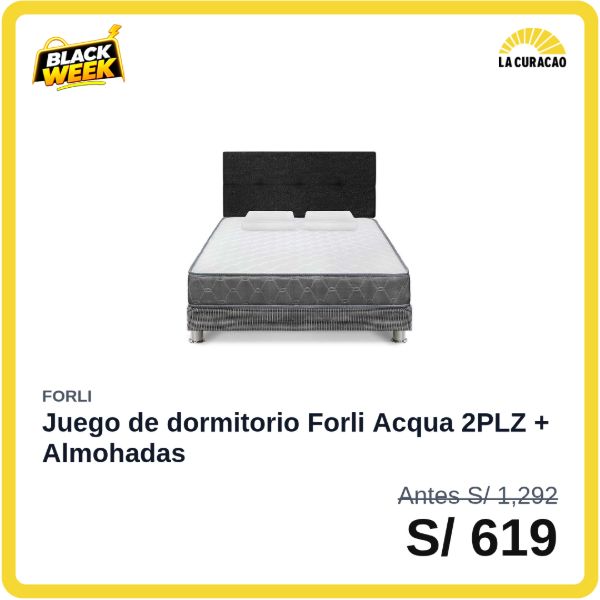 BLACK
WEEK
LA CURACAO
FORLI
Juego de dormitorio Forli Acqua 2PLZ +
Almohadas
Antes S/ 1,292
S/ 619